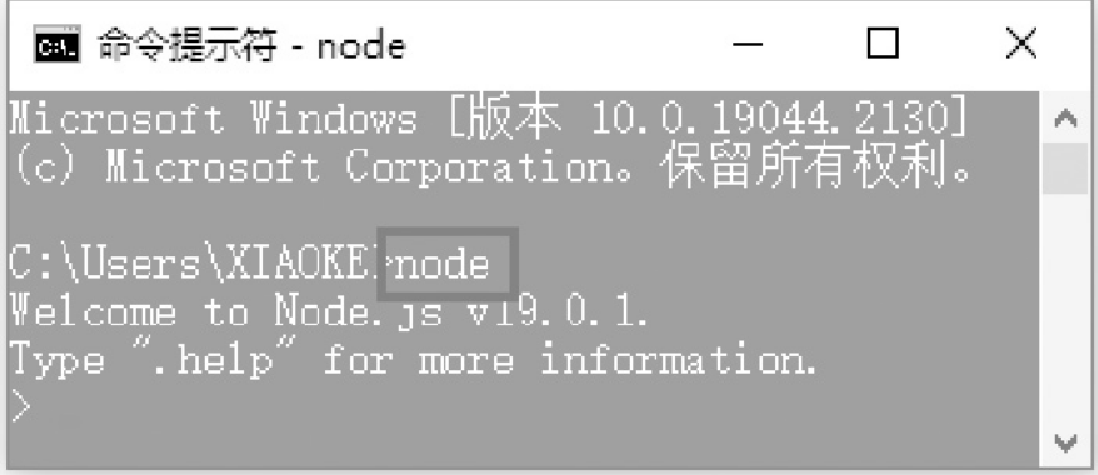 命令提示符 - node
Microsoft Windows [版本 10.0.19044.2130]
(c) Microsoft Corporation。保留所有权利。
C:\Users\XIAOKE>node
Welcome to Node.js v19.0.1.
Type ".help" for more information.
>